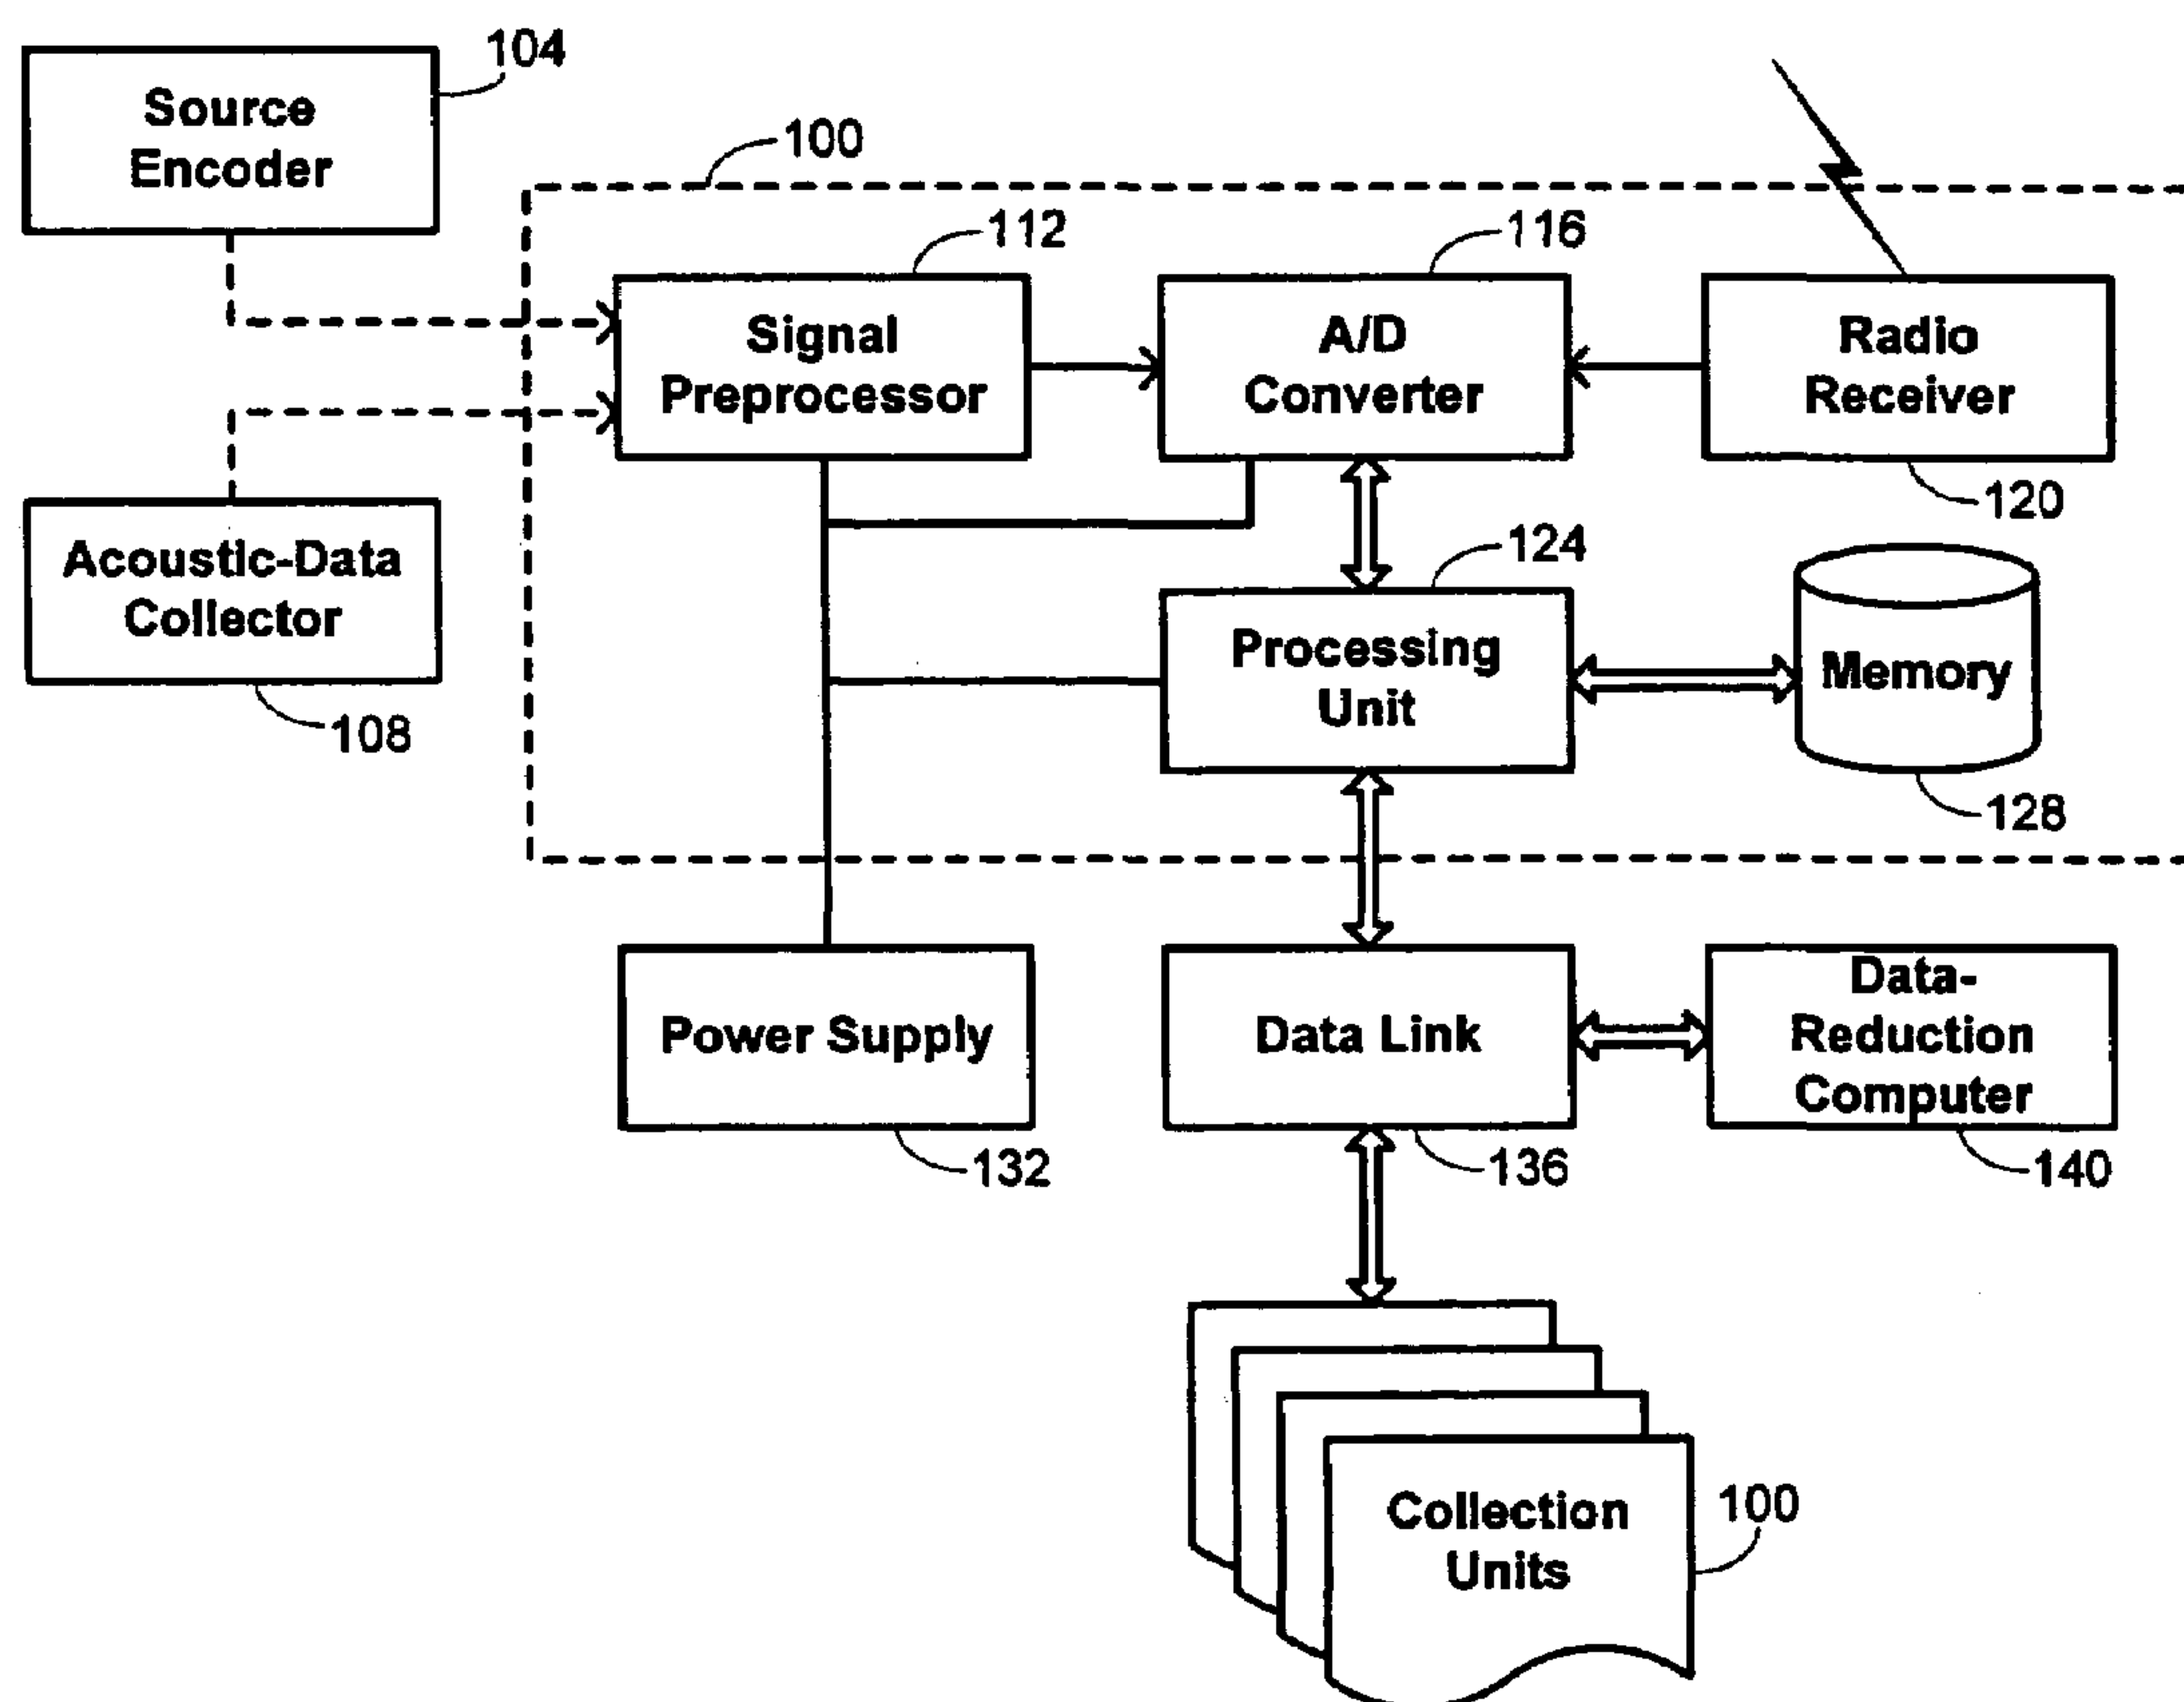 104
Source
Encoder
100
112
116
Signal
Preprocessor
A/D
Converter
Radio
Receiver
120
Acoustic-Data
Collector
108
124
Processing
Unit
Memory
128
Power Supply
132
Data Link
136
Data-
Reduction
Computer
140
Collection
Units
100